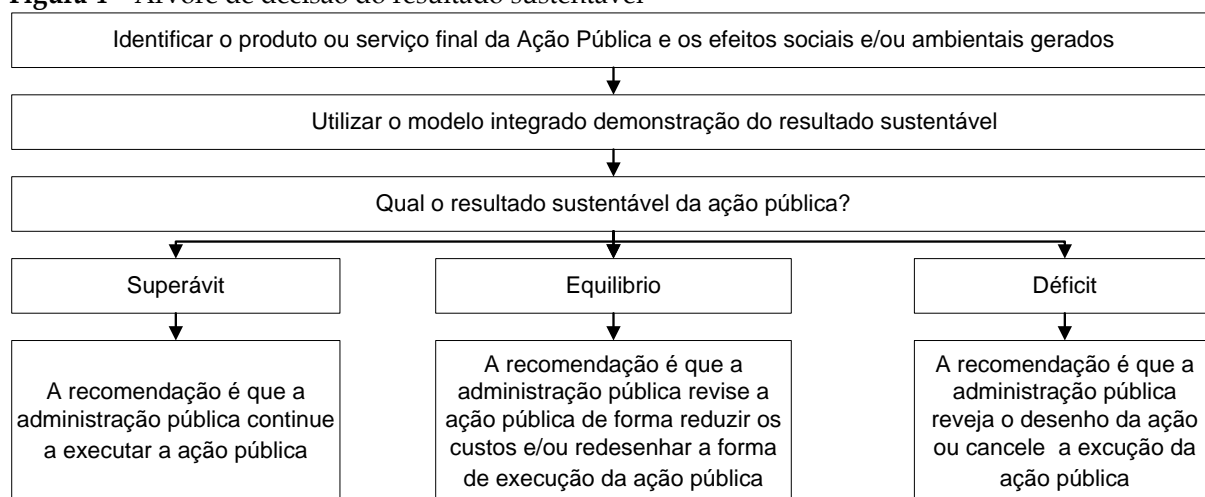 Figura 1 – Árvore de decisão do resultado sustentável
Identificar o produto ou serviço final da Ação Pública e os efeitos sociais e/ou ambientais gerados
Utilizar o modelo integrado demonstração do resultado sustentável
Qual o resultado sustentável da ação pública?
Superávit
Equilibrio
Déficit
A recomendação é que a
administração pública continue
a executar a ação pública
A recomendação é que a
administração pública revise a
ação pública de forma reduzir os
custos e/ou redesenhar a forma
de execução da ação pública
A recomendação é que a
administração pública
reveja o desenho da ação
ou cancele a excução da
ação pública